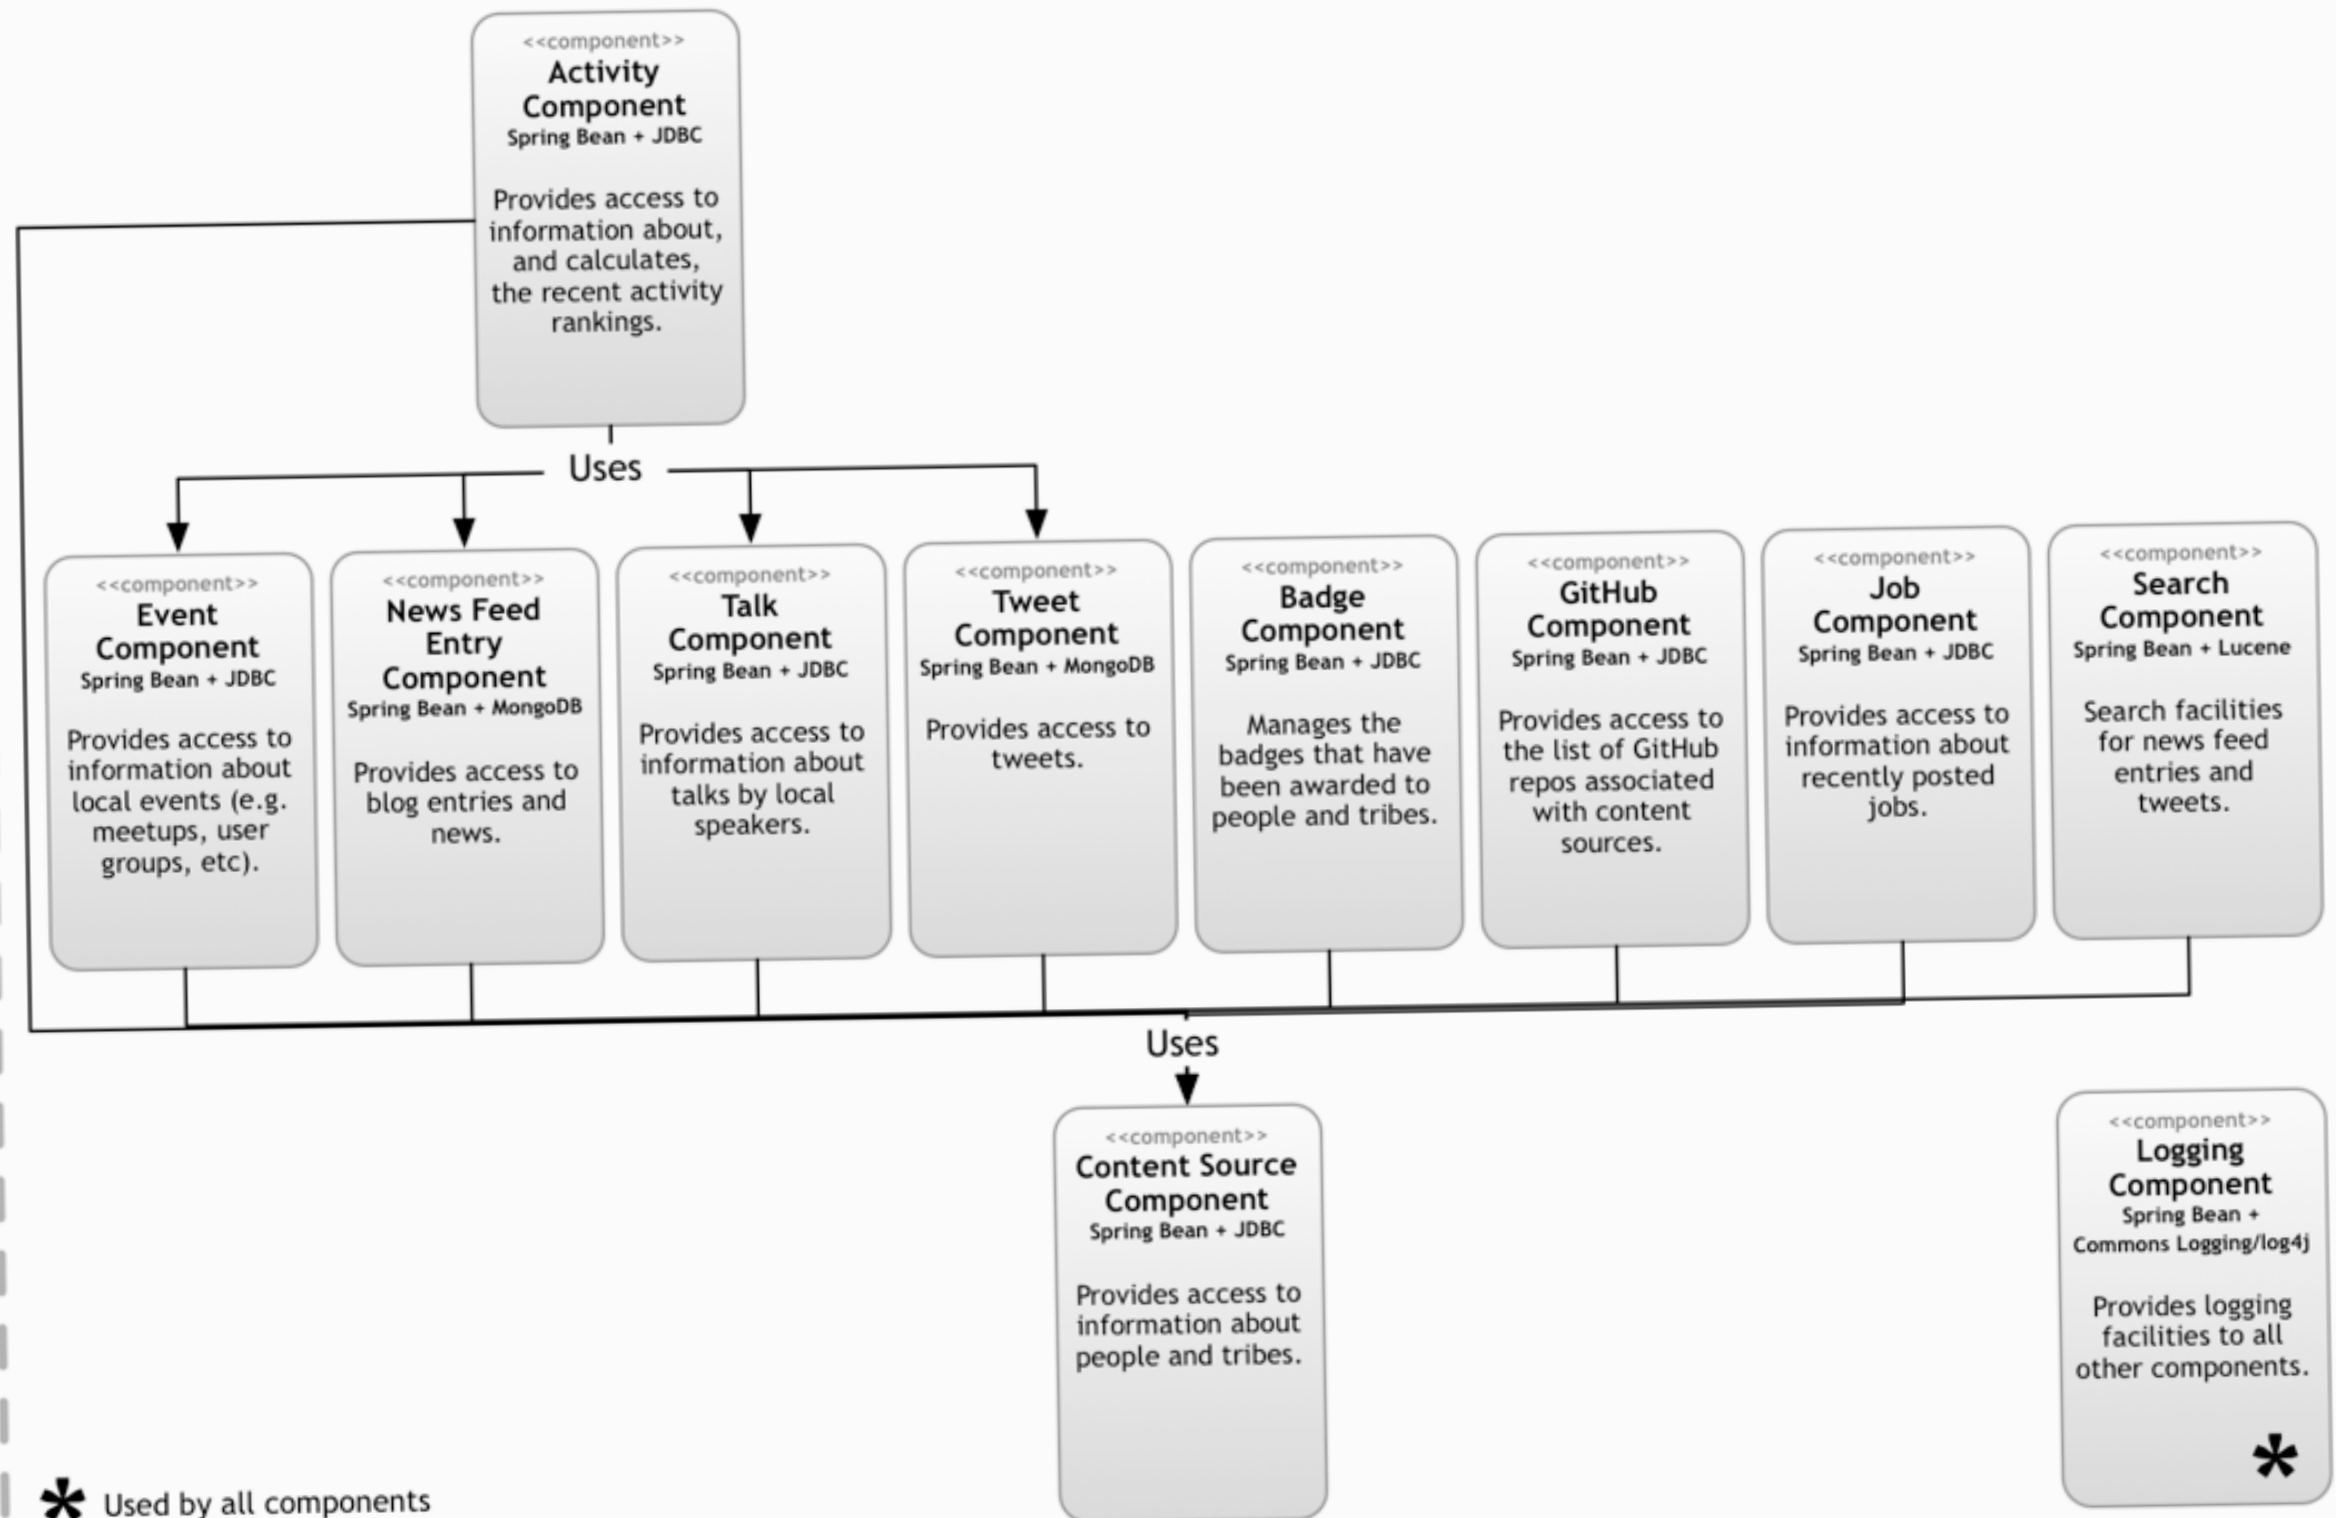 <<component>>
Activity
Component
Spring Bean + JDBC
Provides access to
information about,
and calculates,
the recent activity
rankings.
Uses
<<component>>
Event
Component
Spring Bean + JDBC
Provides access to
information about
local events (e.g.
meetups, user
groups, etc).
<<component>>
News Feed
Entry
Component
Spring Bean + MongoDB
Provides access to
blog entries and
news.
<<component>>
Talk
Component
Spring Bean + JDBC
Provides access to
information about
talks by local
speakers.
<<component>>
Tweet
Component
Spring Bean + MongoDB
Provides access to
tweets.
<<component>>
Badge
Component
Spring Bean + JDBC
Manages the
badges that have
been awarded to
people and tribes.
<<component>>
GitHub
Component
Spring Bean + JDBC
Provides access to
the list of GitHub
repos associated
with content
sources.
<<component>>
Job
Component
Spring Bean + JDBC
Provides access to
information about
recently posted
jobs.
<<component>>
Search
Component
Spring Bean + Lucene
Search facilities
for news feed
entries and
tweets.
Uses
<<component>>
Content Source
Component
Spring Bean + JDBC
Provides access to
information about
people and tribes.
<<component>>
Logging
Component
Spring Bean +
Commons Logging/log4j
Provides logging
facilities to all
other components.
*
* Used by all components